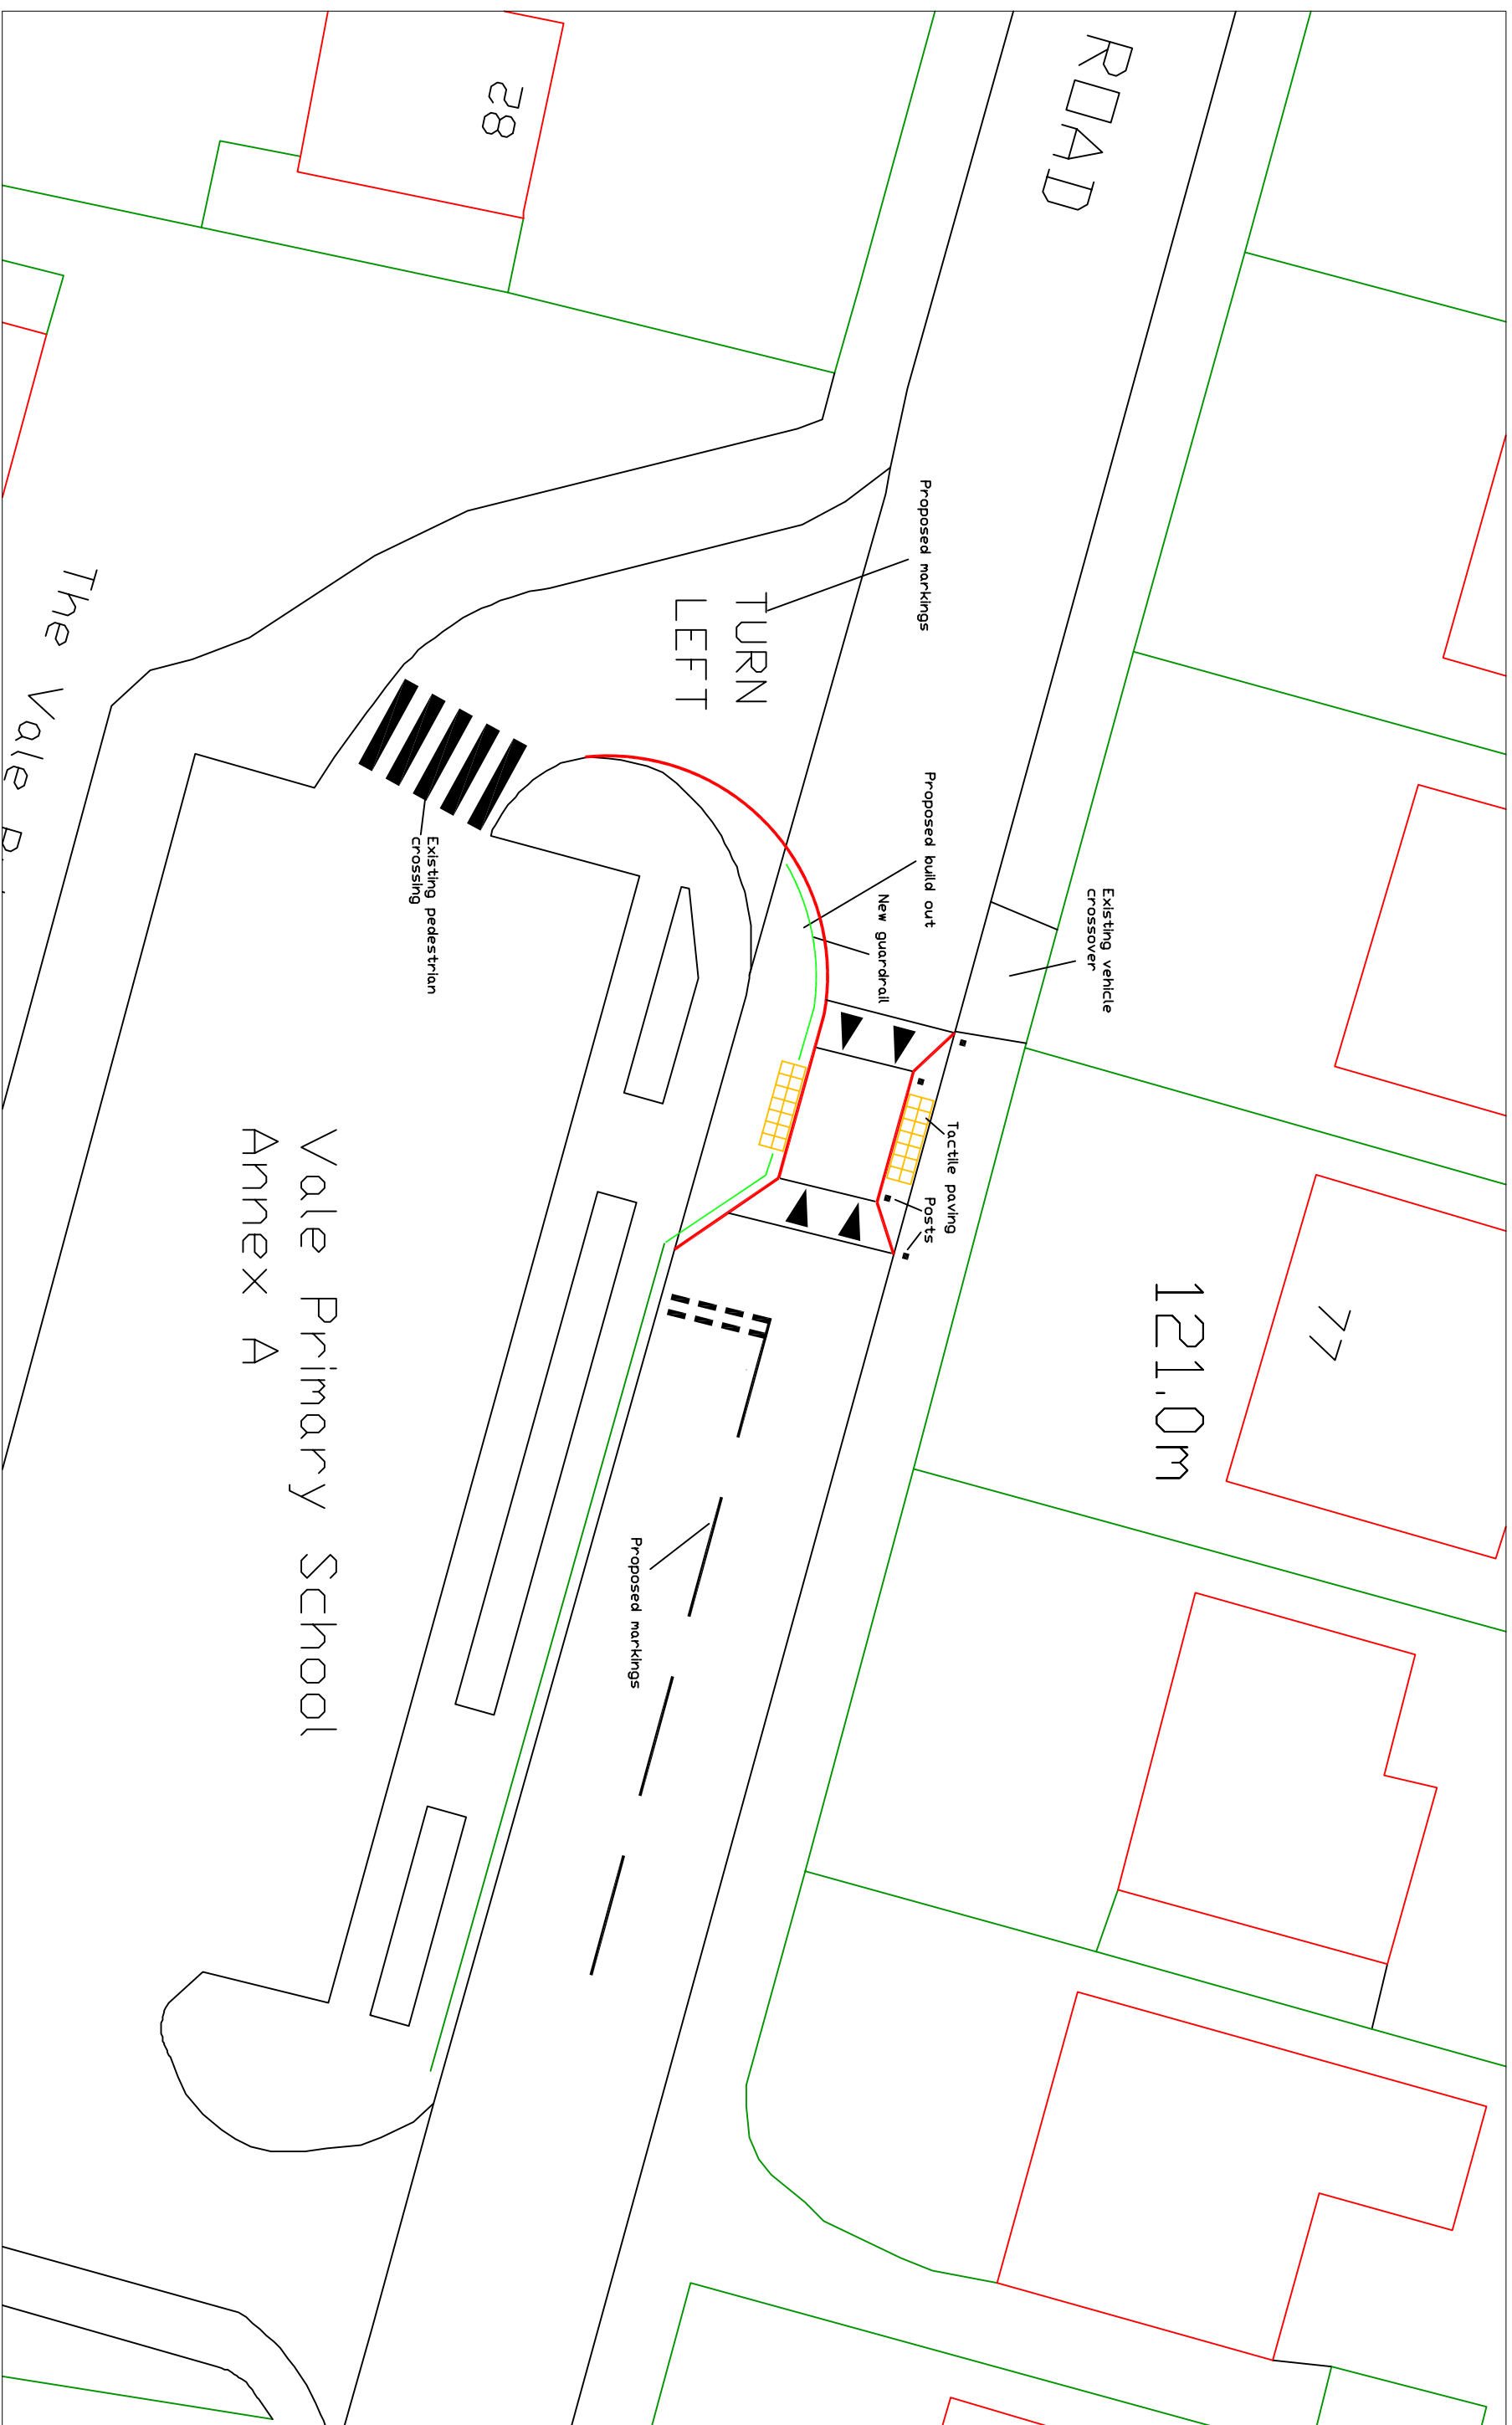 ROAD
28
Proposed markings
TURN
LEFT
Proposed build out
New guardrail
Existing vehicle
crossover
Existing pedestrian
crossing
The Vale
Tactile paving
Posts
Vale Primary School
Annex A
121.0m
77
Proposed markings